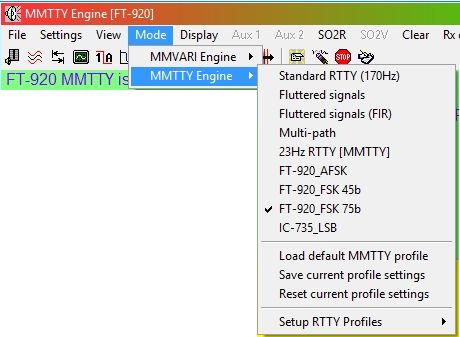 MMTTY Engine [FT-920]
File Settings View Mode Display Aux 1 Aux 2 SO2R SO2V Clear Rx
MMVARI Engine
FT-920 MMTTY is
MMTTY Engine
Standard RTTY (170Hz)
Fluttered signals
Fluttered signals (FIR)
Multi-path
23Hz RTTY [MMTTY]
FT-920_AFSK
FT-920_FSK 45b
FT-920_FSK 75b
IC-735_LSB
Load default MMTTY profile
Save current profile settings
Reset current profile settings
Setup RTTY Profiles